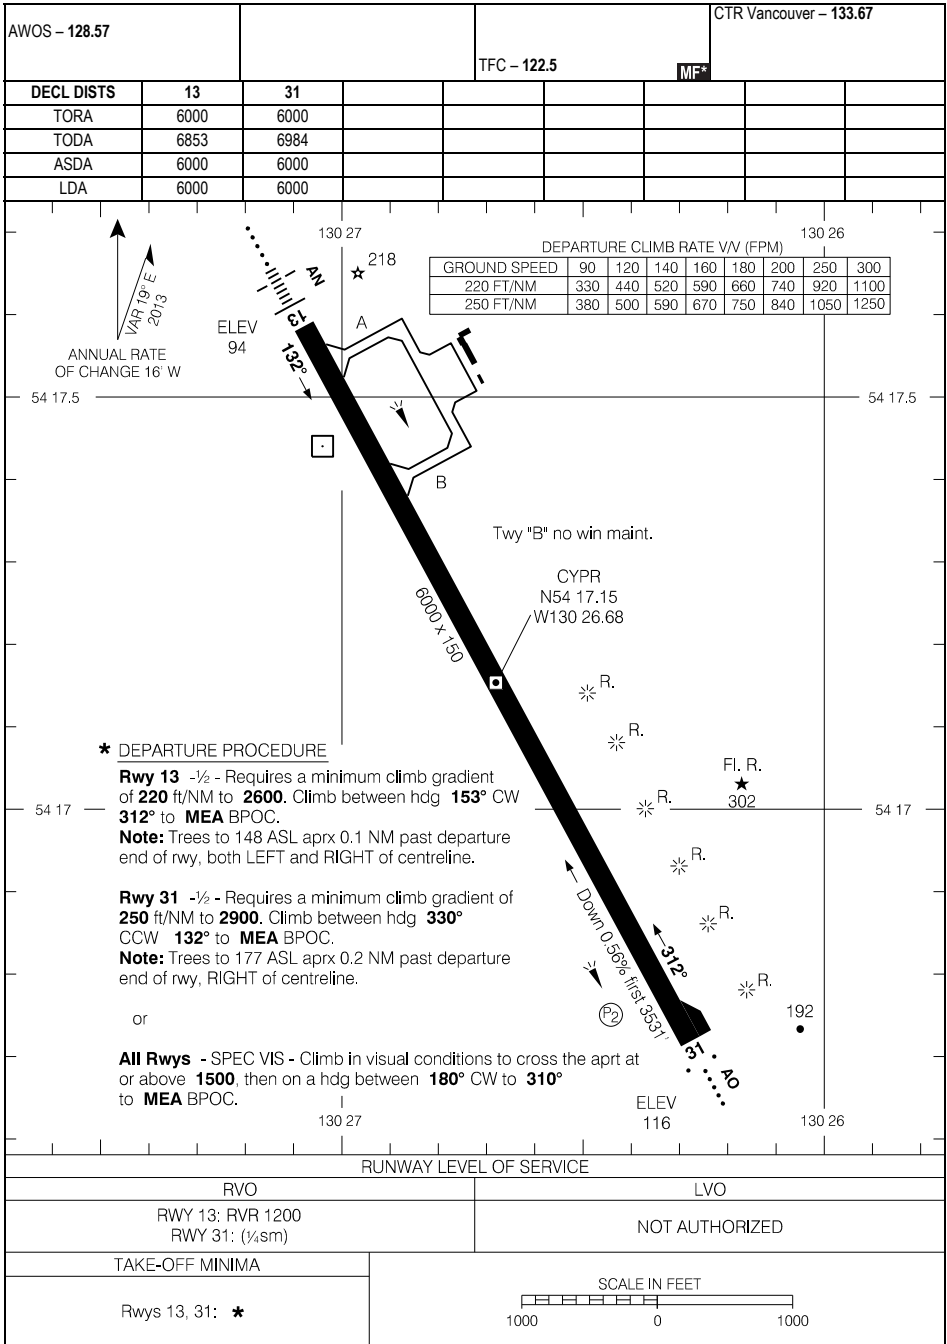 AWOS – 128.57
TFC – 122.5
MF*
CTR Vancouver – 133.67
DECL DISTS 13 31
TORA 6000 6000
TODA 6853 6984
ASDA 6000 6000
LDA 6000 6000
130 27
130 26
218
DEPARTURE CLIMB RATE V/V (FPM)
GROUND SPEED 90 120 140 160 180 200 250 300
220 FT/NM 330 440 520 590 660 740 920 1100
250 FT/NM 380 500 590 670 750 840 1050 1250
VAR 19° E
2013
ANNUAL RATE
OF CHANGE 16' W
AN
13
ELEV
94
132°
A
54 17.5
54 17.5
B
Twy "B" no win maint.
CYPR
N54 17.15
W130 26.68
6000 x 150
R.
R.
Fl. R.
302
R.
R.
R.
R.
* DEPARTURE PROCEDURE
Rwy 13 -½ - Requires a minimum climb gradient
of 220 ft/NM to 2600. Climb between hdg 153° CW
312° to MEA BPOC.
Note: Trees to 148 ASL aprx 0.1 NM past departure
end of rwy, both LEFT and RIGHT of centreline.
54 17
54 17
Rwy 31 -½ - Requires a minimum climb gradient of
250 ft/NM to 2900. Climb between hdg 330°
CCW 132° to MEA BPOC.
Note: Trees to 177 ASL aprx 0.2 NM past departure
end of rwy, RIGHT of centreline.
or
All Rwys - SPEC VIS - Climb in visual conditions to cross the aprt at
or above 1500, then on a hdg between 180° CW to 310°
to MEA BPOC.
Down 0.56% first 3531'
312°
P2
192
31
AO
ELEV
116
130 27
130 26
RUNWAY LEVEL OF SERVICE
RVO
LVO
RWY 13: RVR 1200
RWY 31: (¼sm)
NOT AUTHORIZED
TAKE-OFF MINIMA
Rwys 13, 31: *
SCALE IN FEET
1000 0 1000